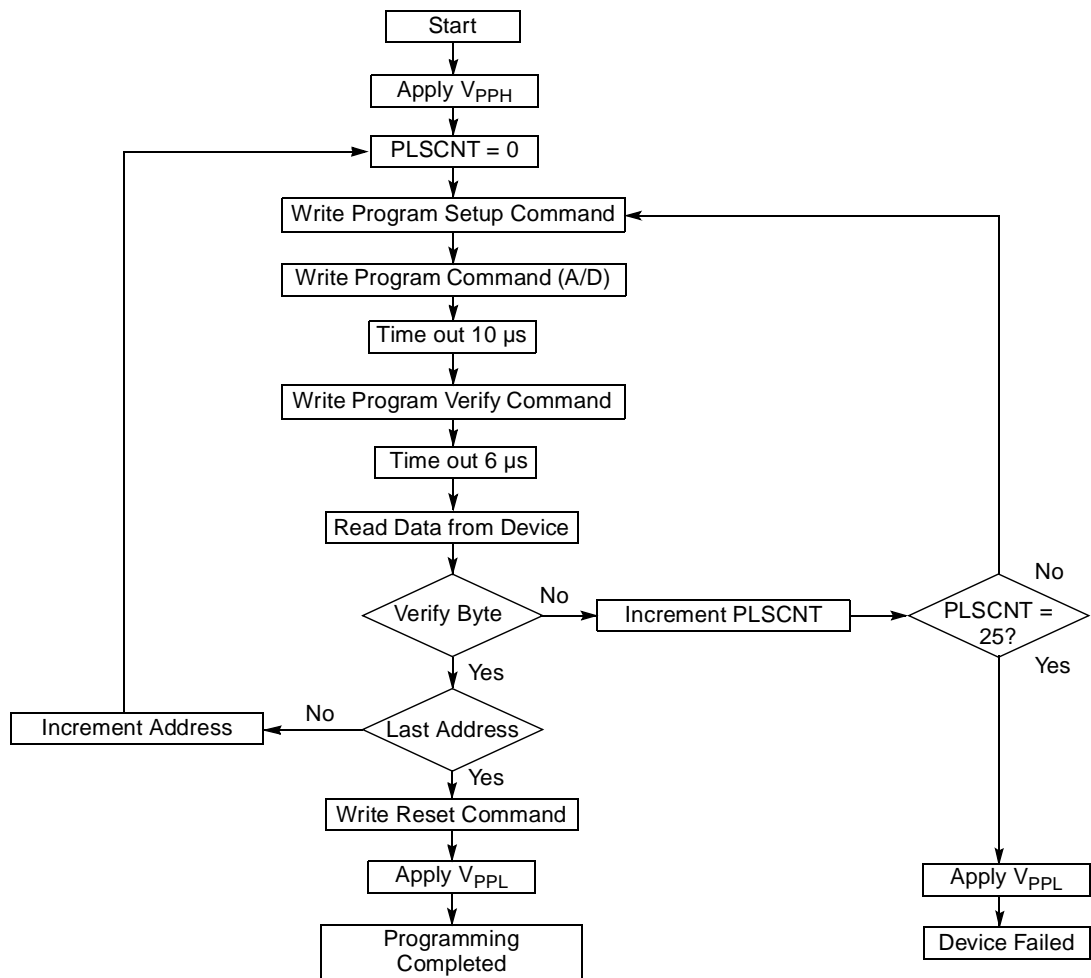 Start
Apply VPPH
PLSCNT = 0
Write Program Setup Command
Write Program Command (A/D)
Time out 10 µs
Write Program Verify Command
Time out 6 µs
Read Data from Device
Verify Byte
No
Increment PLSCNT
PLSCNT =
25?
No
Yes
Yes
Last Address
No
Increment Address
Yes
Write Reset Command
Apply VPPL
Programming
Completed
Apply VPPL
Device Failed